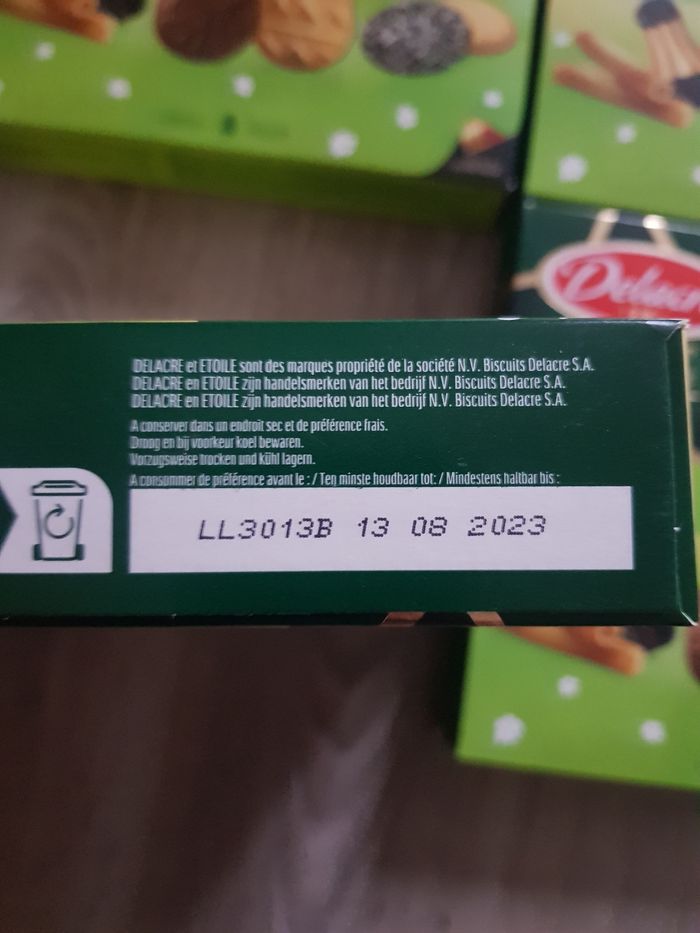 Delacre
DELACRE et ETOILE sont des marques propriété de la société N.V. Biscuits Delacre S.A.
DELACRE en ETOILE zijn handelsmerken van het bedrijf N.V. Biscuits Delacre S.A.
DELACRE en ETOILE zijn handelsmerken van het bedrijf N.V. Biscuits Delacre S.A.
A conserver dans un endroit sec et de préférence frais.
Droog en bij voorkeur koel bewaren.
Vorzugsweise trocken und kühl lagern.
A consommer de préférence avant le : / Ten minste houdbaar tot: / Mindestens haltbar bis :
LL3013B 13 08 2023